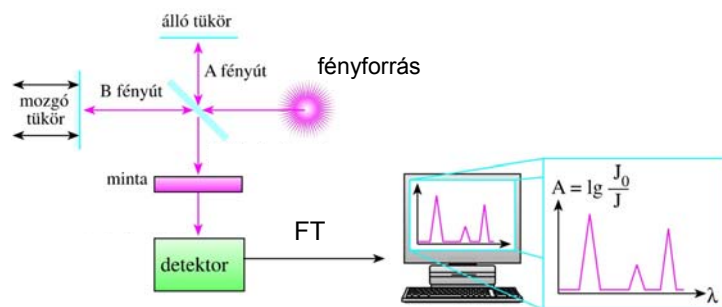 álló tükör
A fényút
fényforrás
B fényút
mozgó
tükör
minta
detektor
FT
A = lg J₀/J
λ